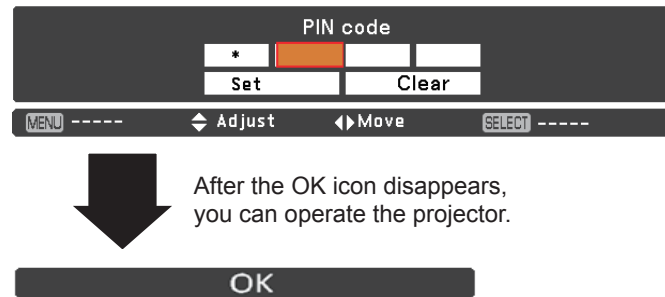 PIN code
*
Set Clear
MENU ----- Adjust Move SELECT -----
After the OK icon disappears,
you can operate the projector.
OK